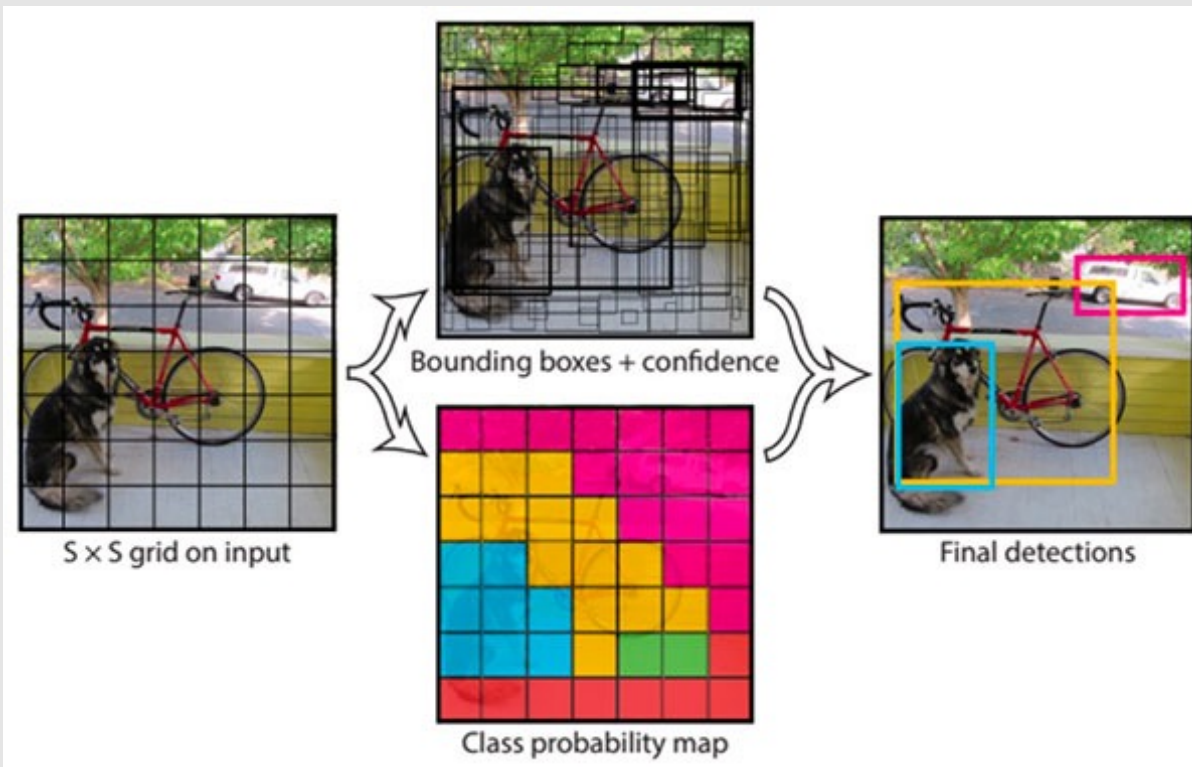 Bounding boxes + confidence
S × S grid on input
Final detections
Class probability map